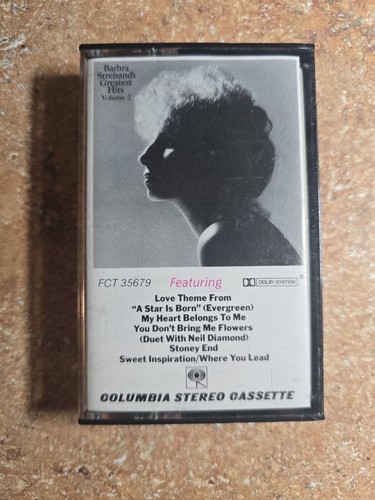 Barbra
Streisand's
Greatest
Hits
Volume 2
FCT 35679 Featuring DOLBY SYSTEM ®
Love Theme From
"A Star Is Born" (Evergreen)
My Heart Belongs To Me
You Don't Bring Me Flowers
(Duet With Neil Diamond)
Stoney End
Sweet Inspiration/Where You Lead
COLUMBIA STEREO CASSETTE